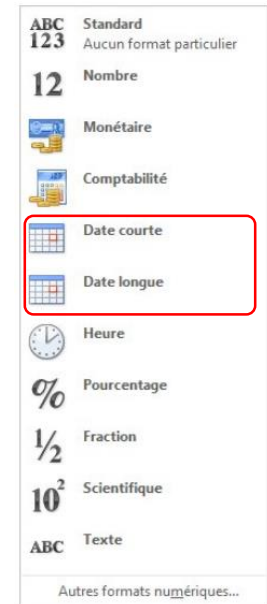 ABC
123
Standard
Aucun format particulier
12
Nombre
Monétaire
Comptabilité
Date courte
Date longue
Heure
%
Pourcentage
½
Fraction
10²
Scientifique
ABC
Texte
Autres formats numériques...